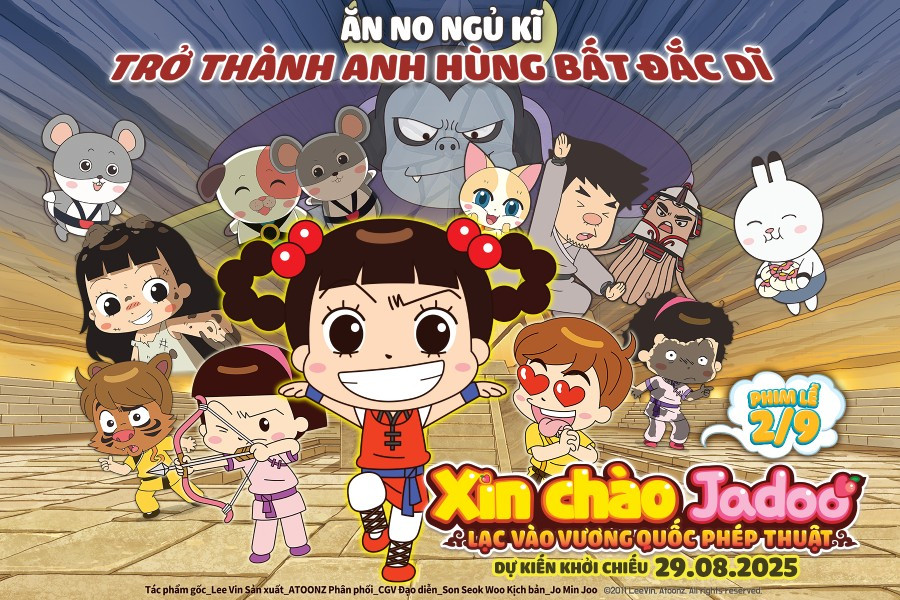 ĂN NO NGỦ KĨ
TRỞ THÀNH ANH HÙNG BẤT ĐẮC DĨ
PHIM LỄ
2/9
Xin chào Jadoo
LẠC VÀO VƯƠNG QUỐC PHÉP THUẬT
DỰ KIẾN KHỞI CHIẾU 29.08.2025
Tác phẩm gốc_Lee Vin Sản xuất_ATOONZ Phân phối_CGV Đạo diễn_Son Seok Woo Kịch bản_Jo Min Joo ©2011 LeeVin. Atoonz. All rights reserved.